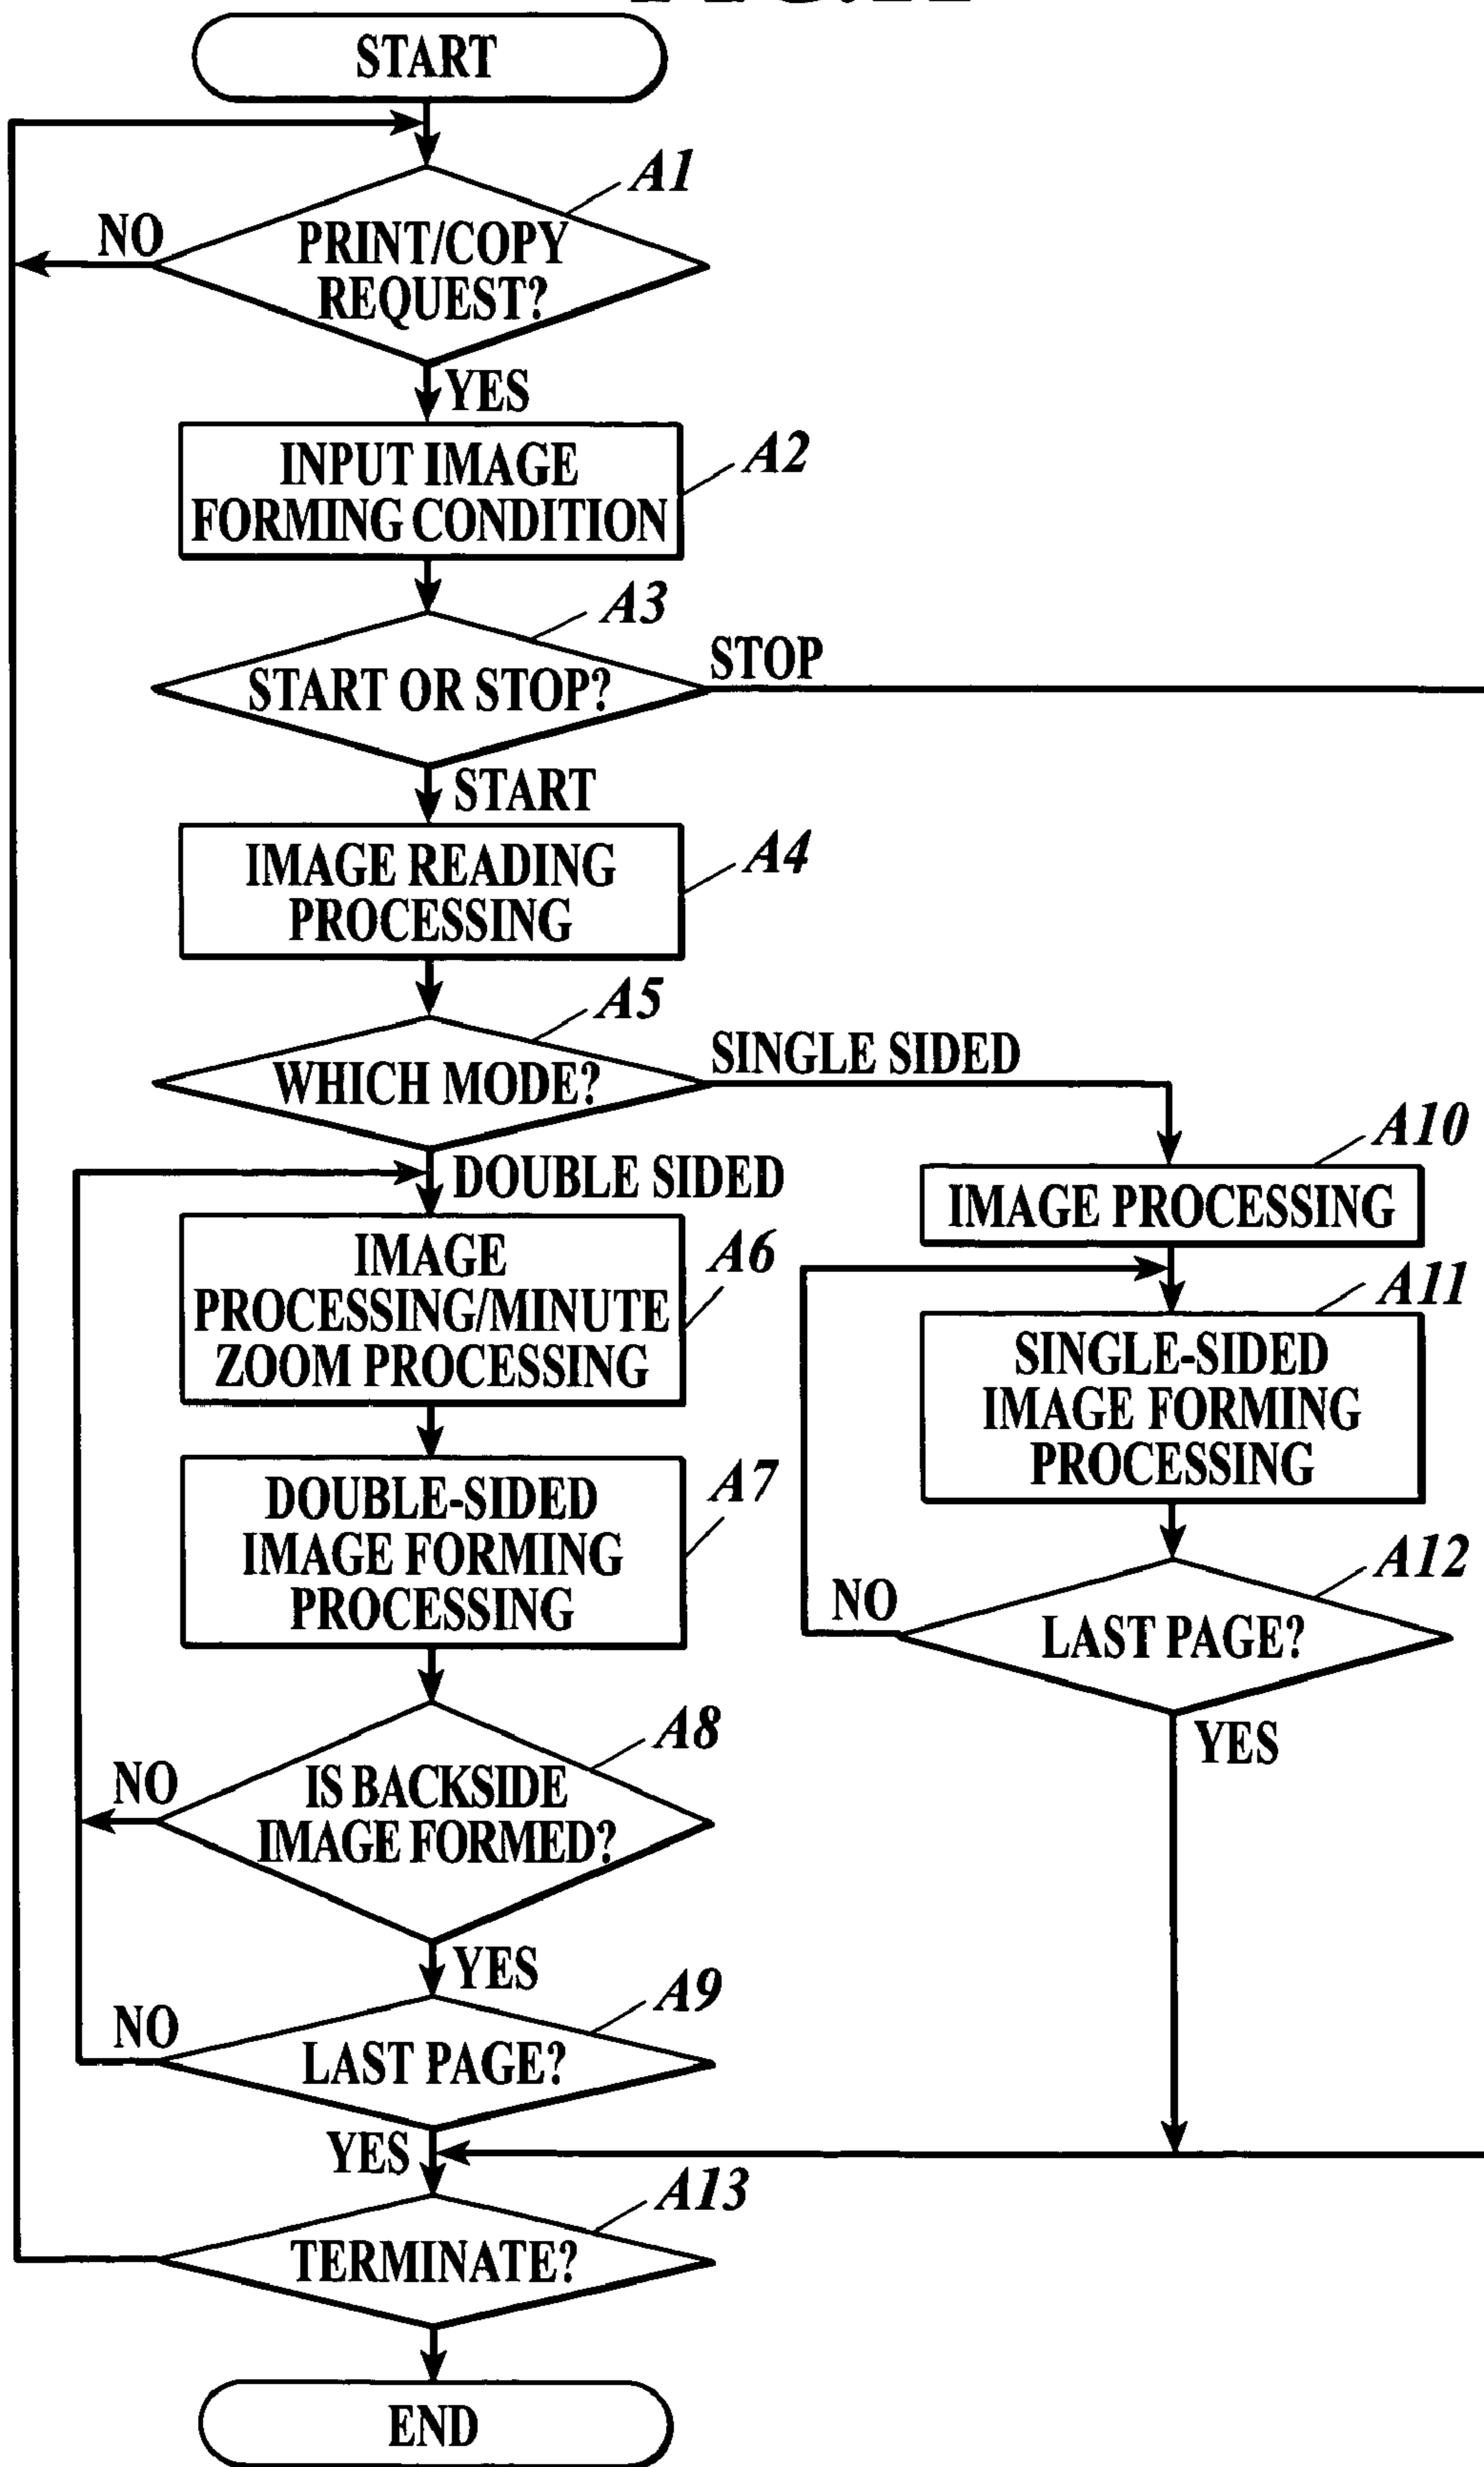 START
A1
NO
PRINT/COPY
REQUEST?
YES
INPUT IMAGE
FORMING CONDITION
A2
A3
START OR STOP?
STOP
START
IMAGE READING
PROCESSING
A4
A5
WHICH MODE?
SINGLE SIDED
DOUBLE SIDED
A10
IMAGE PROCESSING
IMAGE
PROCESSING/MINUTE
ZOOM PROCESSING
A6
A11
SINGLE-SIDED
IMAGE FORMING
PROCESSING
DOUBLE-SIDED
IMAGE FORMING
PROCESSING
A7
A12
NO
LAST PAGE?
YES
A8
NO
IS BACKSIDE
IMAGE FORMED?
YES
A9
NO
LAST PAGE?
YES
A13
TERMINATE?
END